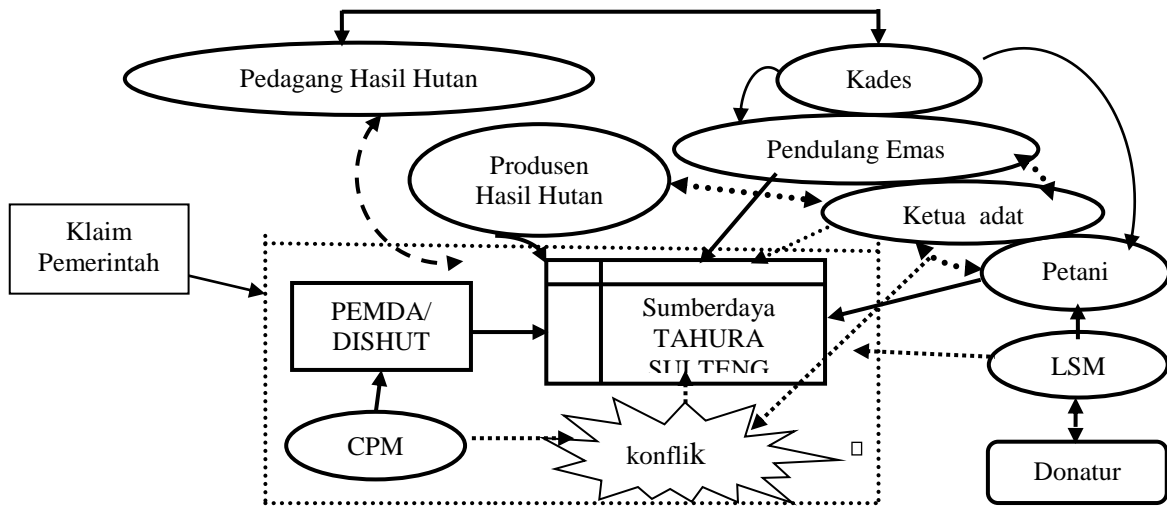 Pedagang Hasil Hutan
Kades
Pendulang Emas
Produsen
Hasil Hutan
Ketua adat
Klaim
Pemerintah
Petani
PEMDA/
DISHUT
Sumberdaya
TAHURA
SULTENG
LSM
CPM
konflik
Donatur